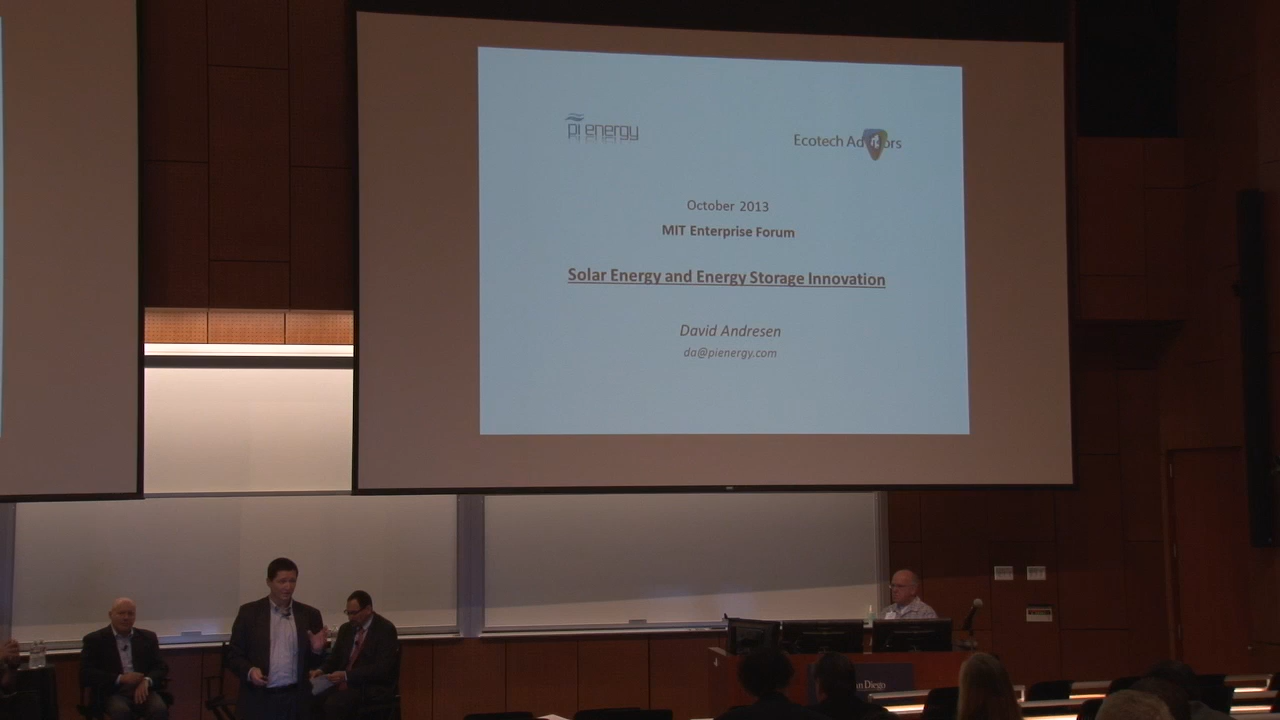 pi energy
Ecotech Advisors
October 2013
MIT Enterprise Forum
Solar Energy and Energy Storage Innovation
David Andresen
da@pienergy.com
Diego